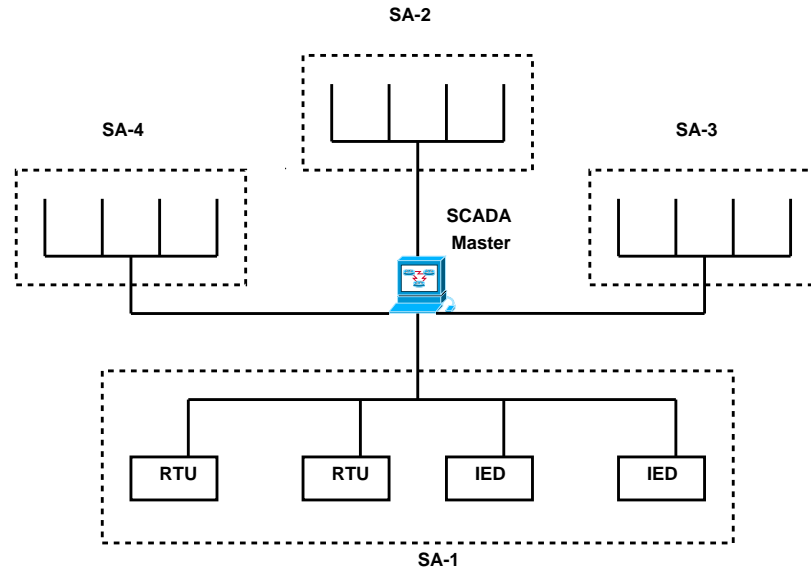 SA-2
SA-4
SA-3
SCADA
Master
RTU
RTU
IED
IED
SA-1